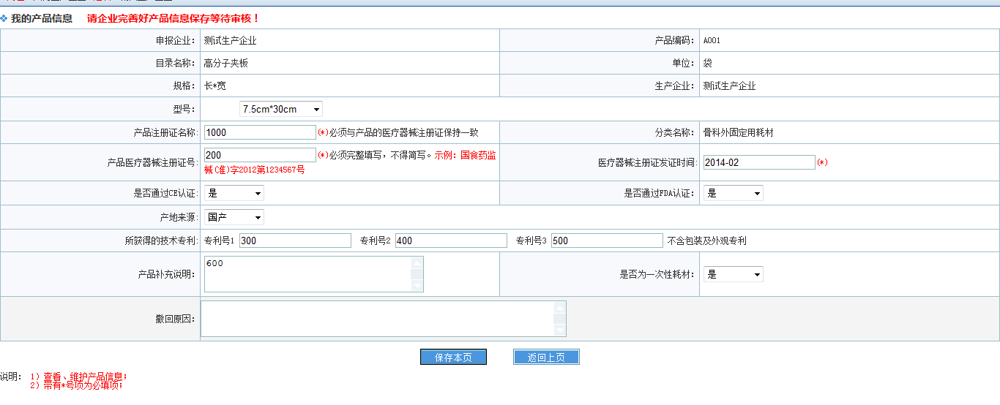 我的产品信息 请企业完善好产品信息保存等待审核！
申报企业: 测试生产企业 产品编码: A001
目录名称: 高分子夹板 单位: 袋
规格: 长*宽 生产企业: 测试生产企业
型号: 7.5cm*30cm
产品注册证名称: 1000 (*)必须与产品的医疗器械注册证保持一致 分类名称: 骨科外固定用耗材
产品医疗器械注册证号: 200 (*)必须完整填写，不得简写。示例：国食药监
械(准)字2012第1234567号 医疗器械注册证发证时间: 2014-02 (*)
是否通过CE认证: 是 是否通过FDA认证: 是
产地来源: 国产
所获得的技术专利: 专利号1 300 专利号2 400 专利号3 500 不含包装及外观专利
产品补充说明: 600 是否为一次性耗材: 是
撤回原因:
保存本页 返回上页
说明: 1）查看、维护产品信息；
2）带有*号项为必填项；